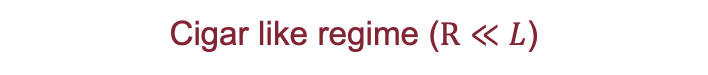 Cigar like regime (R ≪ L)